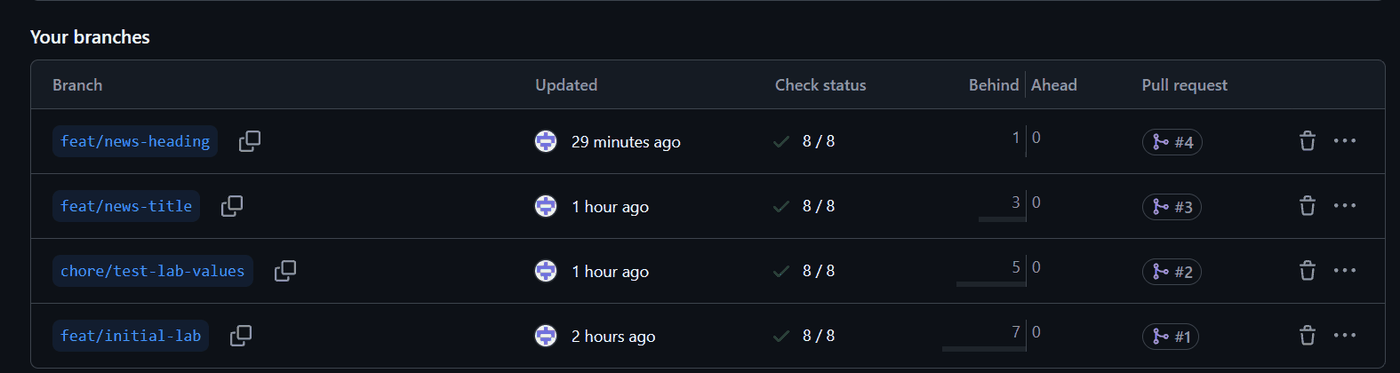 Your branches
Branch Updated Check status Behind Ahead Pull request
feat/news-heading 29 minutes ago 8 / 8 1 0 #4
feat/news-title 1 hour ago 8 / 8 3 0 #3
chore/test-lab-values 1 hour ago 8 / 8 5 0 #2
feat/initial-lab 2 hours ago 8 / 8 7 0 #1